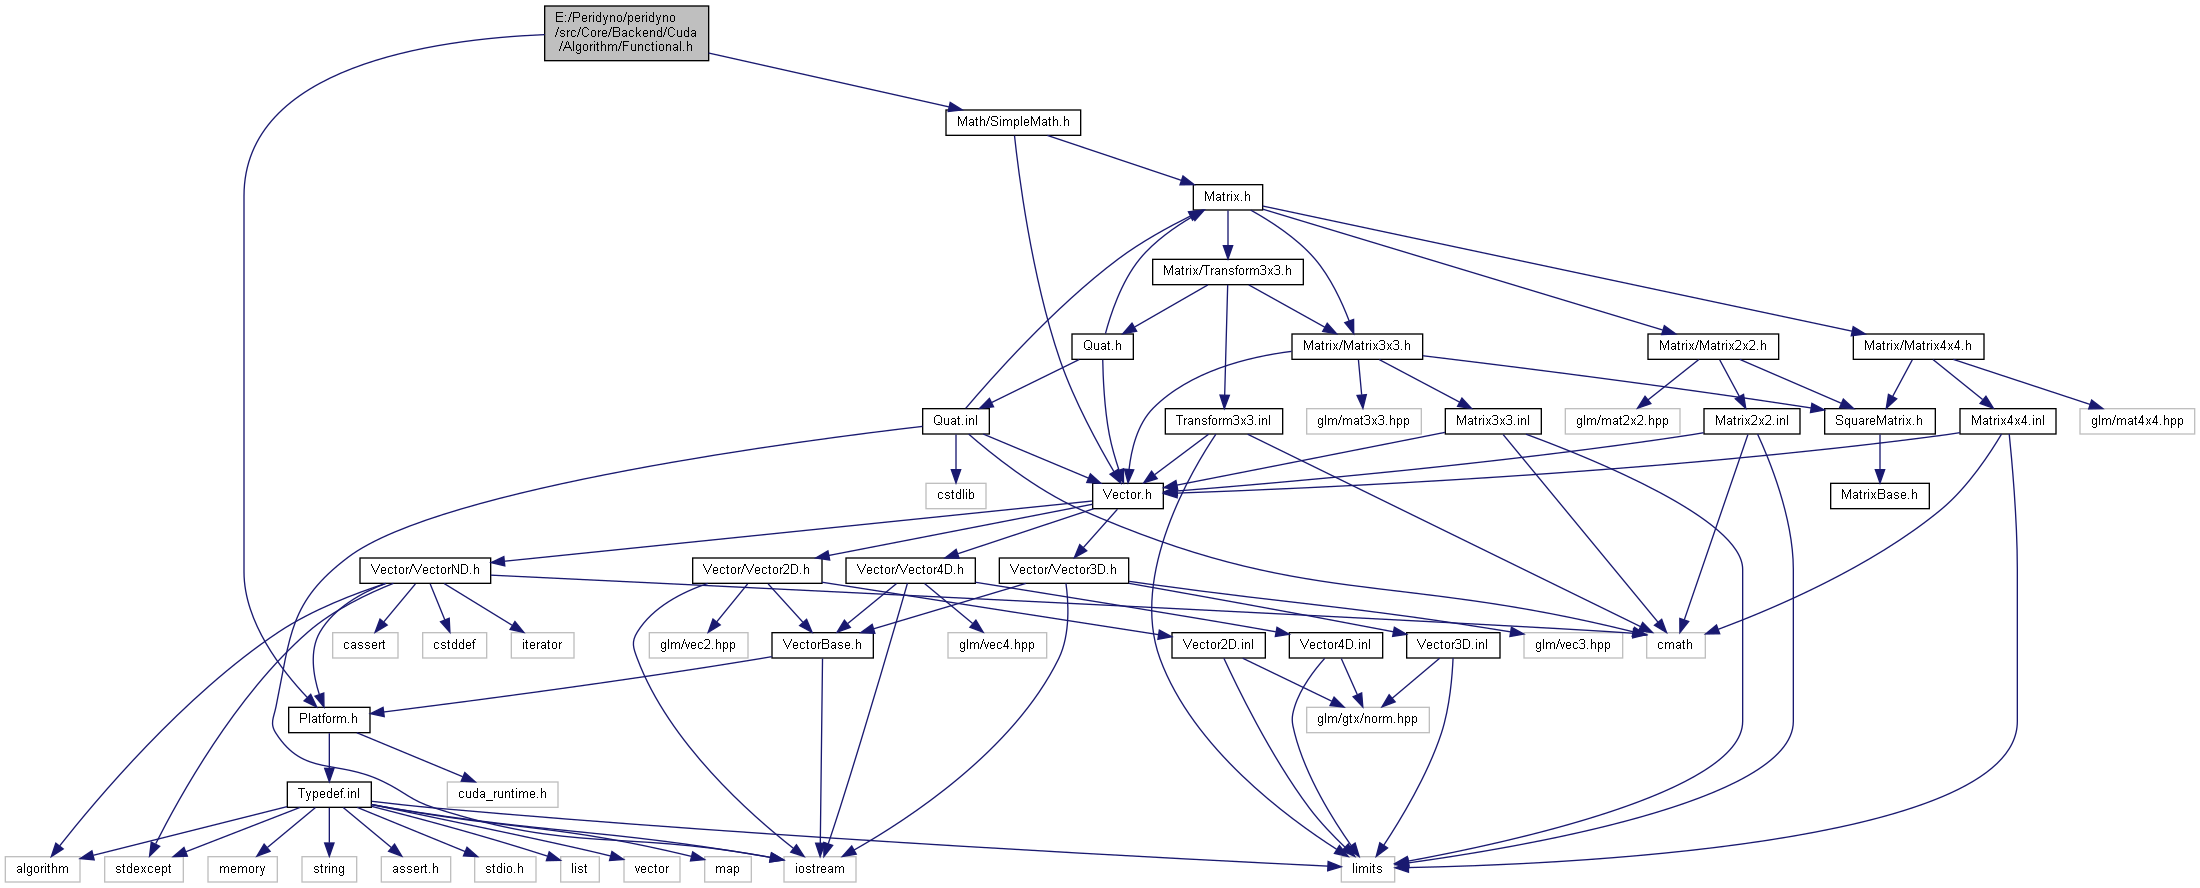 E:/Peridyno/peridyno
/src/Core/Backend/Cuda
/Algorithm/Functional.h
Math/SimpleMath.h
Matrix.h
Matrix/Transform3x3.h
Quat.h
Matrix/Matrix3x3.h
Matrix/Matrix2x2.h
Matrix/Matrix4x4.h
Quat.inl
Transform3x3.inl
glm/mat3x3.hpp
Matrix3x3.inl
glm/mat2x2.hpp
Matrix2x2.inl
SquareMatrix.h
Matrix4x4.inl
glm/mat4x4.hpp
cstdlib
Vector.h
MatrixBase.h
Vector/VectorND.h
Vector/Vector2D.h
Vector/Vector4D.h
Vector/Vector3D.h
cassert
cstddef
iterator
glm/vec2.hpp
VectorBase.h
glm/vec4.hpp
Vector2D.inl
Vector4D.inl
Vector3D.inl
glm/vec3.hpp
cmath
Platform.h
glm/gtx/norm.hpp
Typedef.inl
cuda_runtime.h
algorithm
stdexcept
memory
string
assert.h
stdio.h
list
vector
map
iostream
limits